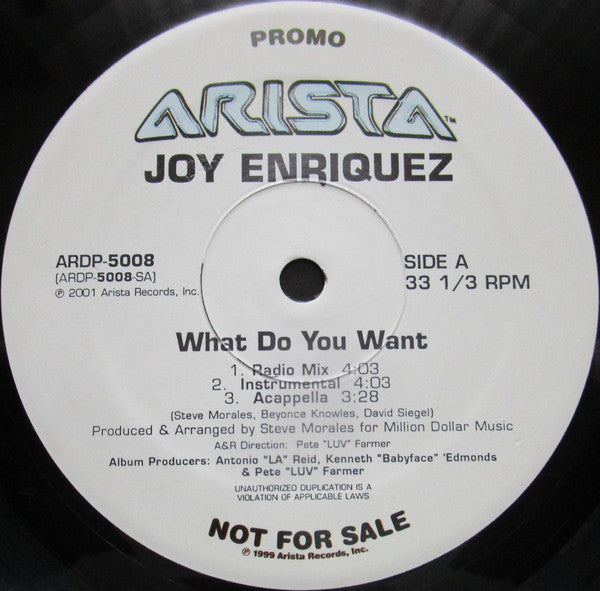 PROMO
ARISTA™
JOY ENRIQUEZ
ARDP-5008
(ARDP-5008-SA)
℗ 2001 Arista Records, Inc.
SIDE A
33 1/3 RPM
What Do You Want
1. Radio Mix 4:03
2. Instrumental 4:03
3. Acappella 3:28
(Steve Morales, Beyonce Knowles, David Siegel)
Produced & Arranged by Steve Morales for Million Dollar Music
A&R Direction: Pete "LUV" Farmer
Album Producers: Antonio "LA" Reid, Kenneth "Babyface" 'Edmonds
& Pete "LUV" Farmer
UNAUTHORIZED DUPLICATION IS A
VIOLATION OF APPLICABLE LAWS
NOT FOR SALE
℗ 1999 Arista Records, Inc.